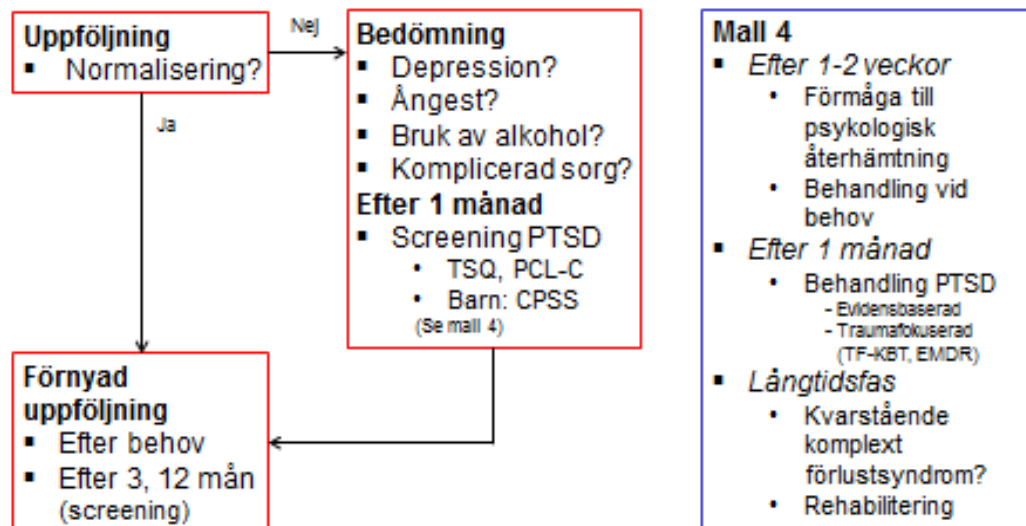 Uppföljning
▪ Normalisering?
Nej
Ja
Bedömning
▪ Depression?
▪ Ångest?
▪ Bruk av alkohol?
▪ Komplicerad sorg?
Efter 1 månad
▪ Screening PTSD
• TSQ, PCL-C
• Barn: CPSS
(Se mall 4)
Förnyad
uppföljning
▪ Efter behov
▪ Efter 3, 12 mån
(screening)
Mall 4
▪ Efter 1-2 veckor
• Förmåga till
psykologisk
återhämtning
• Behandling vid
behov
▪ Efter 1 månad
• Behandling PTSD
- Evidensbaserad
- Traumafokuserad
(TF-KBT, EMDR)
▪ Långtidsfas
• Kvarstående
komplext
förlustsyndrom?
• Rehabilitering